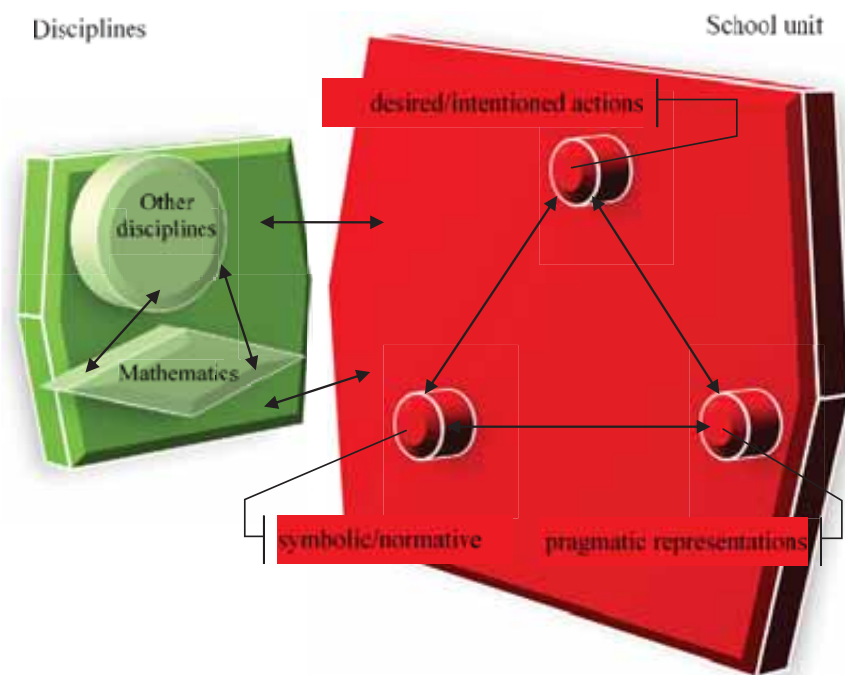 Disciplines
School unit
desired/intentioned actions
Other
disciplines
Mathematics
symbolic/normative
pragmatic representations